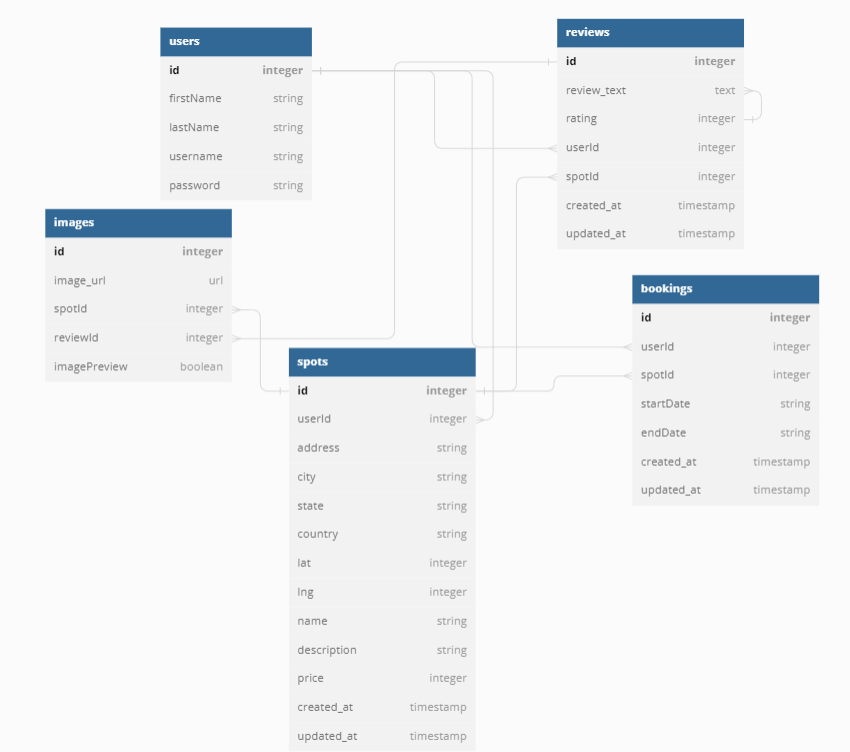 users
id integer
firstName string
lastName string
username string
password string
reviews
id integer
review_text text
rating integer
userId integer
spotId integer
created_at timestamp
updated_at timestamp
images
id integer
image_url url
spotId integer
reviewId integer
imagePreview boolean
bookings
id integer
userId integer
spotId integer
startDate string
endDate string
created_at timestamp
updated_at timestamp
spots
id integer
userId integer
address string
city string
state string
country string
lat integer
lng integer
name string
description string
price integer
created_at timestamp
updated_at timestamp